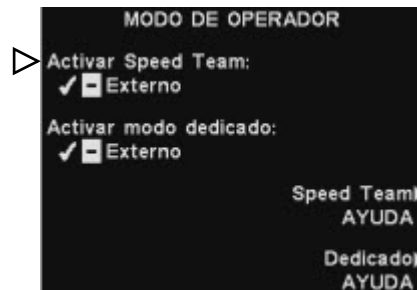 MODO DE OPERADOR
Activar Speed Team:
✓ - Externo
Activar modo dedicado:
✓ - Externo
Speed Team
AYUDA
Dedicado
AYUDA